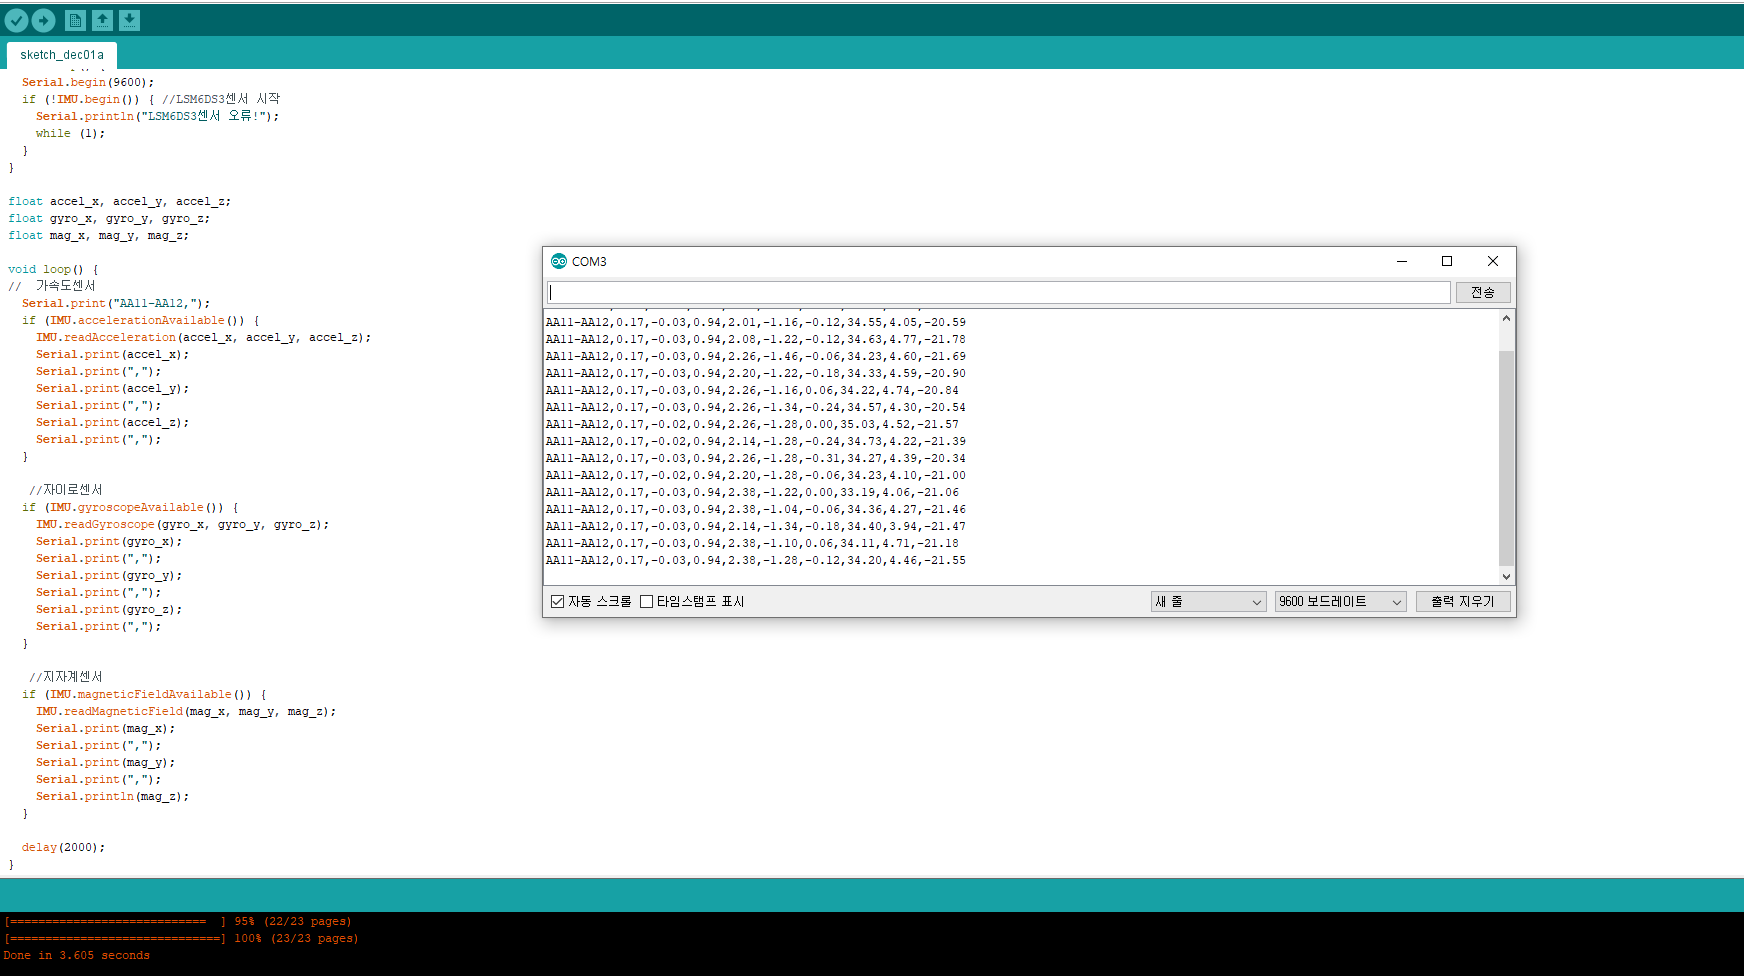 sketch_dec01a
Serial.begin(9600);
if (!IMU.begin()) { //LSM6DS3센서 시작
Serial.println("LSM6DS3센서 오류!");
while (1);
}
}
float accel_x, accel_y, accel_z;
float gyro_x, gyro_y, gyro_z;
float mag_x, mag_y, mag_z;
void loop() {
// 가속도센서
Serial.print("AA11-AA12,");
if (IMU.accelerationAvailable()) {
IMU.readAcceleration(accel_x, accel_y, accel_z);
Serial.print(accel_x);
Serial.print(",");
Serial.print(accel_y);
Serial.print(",");
Serial.print(accel_z);
Serial.print(",");
}
//자이로센서
if (IMU.gyroscopeAvailable()) {
IMU.readGyroscope(gyro_x, gyro_y, gyro_z);
Serial.print(gyro_x);
Serial.print(",");
Serial.print(gyro_y);
Serial.print(",");
Serial.print(gyro_z);
Serial.print(",");
}
//지자계센서
if (IMU.magneticFieldAvailable()) {
IMU.readMagneticField(mag_x, mag_y, mag_z);
Serial.print(mag_x);
Serial.print(",");
Serial.print(mag_y);
Serial.print(",");
Serial.println(mag_z);
}
delay(2000);
}
COM3
전송
AA11-AA12,0.17,-0.03,0.94,2.01,-1.16,-0.12,34.55,4.05,-20.59
AA11-AA12,0.17,-0.03,0.94,2.08,-1.22,-0.12,34.63,4.77,-21.78
AA11-AA12,0.17,-0.03,0.94,2.26,-1.46,-0.06,34.23,4.60,-21.69
AA11-AA12,0.17,-0.03,0.94,2.20,-1.22,-0.18,34.33,4.59,-20.90
AA11-AA12,0.17,-0.03,0.94,2.26,-1.16,0.06,34.22,4.74,-20.84
AA11-AA12,0.17,-0.03,0.94,2.26,-1.34,-0.24,34.57,4.30,-20.54
AA11-AA12,0.17,-0.02,0.94,2.26,-1.28,0.00,35.03,4.52,-21.57
AA11-AA12,0.17,-0.02,0.94,2.14,-1.28,-0.24,34.73,4.22,-21.39
AA11-AA12,0.17,-0.03,0.94,2.26,-1.28,-0.31,34.27,4.39,-20.34
AA11-AA12,0.17,-0.02,0.94,2.20,-1.28,-0.06,34.23,4.10,-21.00
AA11-AA12,0.17,-0.03,0.94,2.38,-1.22,0.00,33.19,4.06,-21.06
AA11-AA12,0.17,-0.03,0.94,2.38,-1.04,-0.06,34.36,4.27,-21.46
AA11-AA12,0.17,-0.03,0.94,2.14,-1.34,-0.18,34.40,3.94,-21.47
AA11-AA12,0.17,-0.03,0.94,2.38,-1.10,0.06,34.11,4.71,-21.18
AA11-AA12,0.17,-0.03,0.94,2.38,-1.28,-0.12,34.20,4.46,-21.55
자동 스크롤 타임스탬프 표시 새 줄 9600 보드레이트 출력 지우기
[============================  ] 95% (22/23 pages)
[==============================] 100% (23/23 pages)
Done in 3.605 seconds